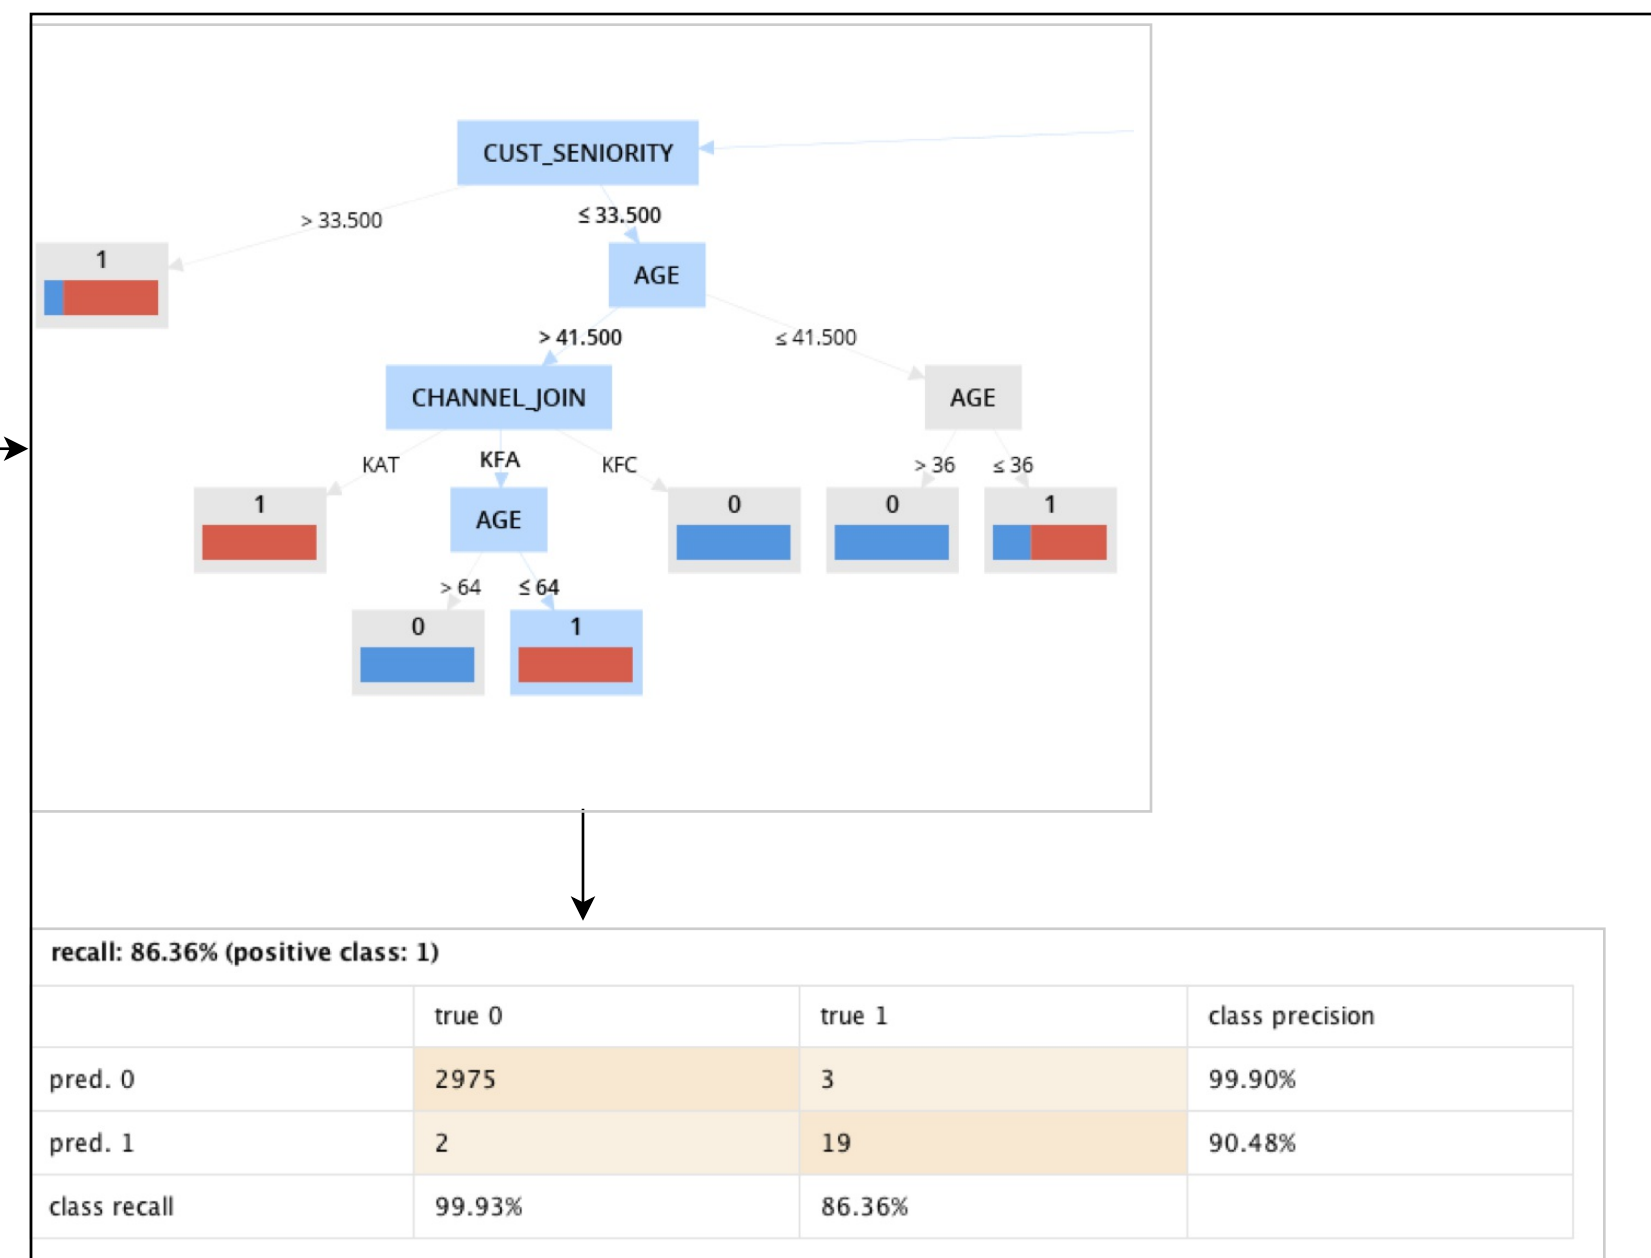 CUST_SENIORITY
> 33.500
≤ 33.500
1
AGE
> 41.500
≤ 41.500
CHANNEL_JOIN
AGE
KAT
KFA
KFC
> 36
≤ 36
1
AGE
0
0
1
> 64
≤ 64
0
1
recall: 86.36% (positive class: 1)
true 0 true 1 class precision
pred. 0 2975 3 99.90%
pred. 1 2 19 90.48%
class recall 99.93% 86.36%